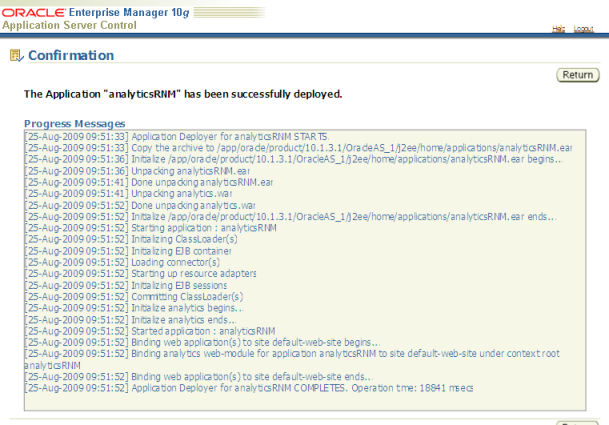 ORACLE Enterprise Manager 10g
Application Server Control
Help Logout
Confirmation
Return
The Application "analyticsRNM" has been successfully deployed.
Progress Messages
[25-Aug-2009 09:51:33] Application Deployer for analyticsRNM STARTS.
[25-Aug-2009 09:51:33] Copy the archive to /app/oracle/product/10.1.3.1/OracleAS_1/j2ee/home/applications/analyticsRNM.ear
[25-Aug-2009 09:51:36] Initialize /app/oracle/product/10.1.3.1/OracleAS_1/j2ee/home/applications/analyticsRNM.ear begins...
[25-Aug-2009 09:51:36] Unpacking analyticsRNM.ear
[25-Aug-2009 09:51:41] Done unpacking analyticsRNM.ear
[25-Aug-2009 09:51:41] Unpacking analytics.war
[25-Aug-2009 09:51:52] Done unpacking analytics.war
[25-Aug-2009 09:51:52] Initialize /app/oracle/product/10.1.3.1/OracleAS_1/j2ee/home/applications/analyticsRNM.ear ends...
[25-Aug-2009 09:51:52] Starting application : analyticsRNM
[25-Aug-2009 09:51:52] Initializing ClassLoader(s)
[25-Aug-2009 09:51:52] Initializing EJB container
[25-Aug-2009 09:51:52] Loading connector(s)
[25-Aug-2009 09:51:52] Starting up resource adapters
[25-Aug-2009 09:51:52] Initializing EJB sessions
[25-Aug-2009 09:51:52] Committing ClassLoader(s)
[25-Aug-2009 09:51:52] Initialize analytics begins...
[25-Aug-2009 09:51:52] Initialize analytics ends...
[25-Aug-2009 09:51:52] Started application : analyticsRNM
[25-Aug-2009 09:51:52] Binding web application(s) to site default-web-site begins...
[25-Aug-2009 09:51:52] Binding analytics web-module for application analyticsRNM to site default-web-site under context root
analyticsRNM
[25-Aug-2009 09:51:52] Binding web application(s) to site default-web-site ends...
[25-Aug-2009 09:51:52] Application Deployer for analyticsRNM COMPLETES. Operation time: 18841 msecs